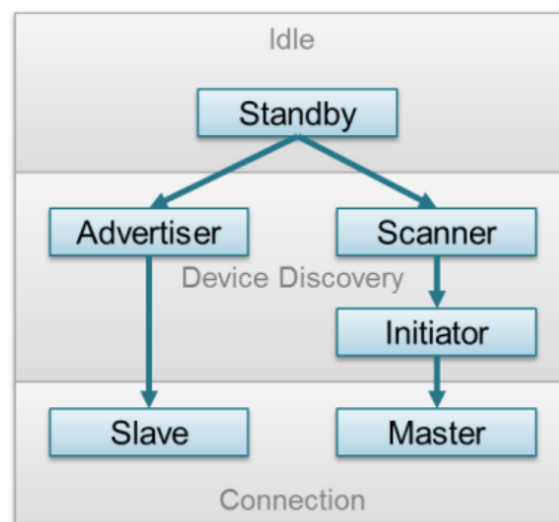 Idle
Standby
Advertiser
Scanner
Device Discovery
Initiator
Slave
Master
Connection